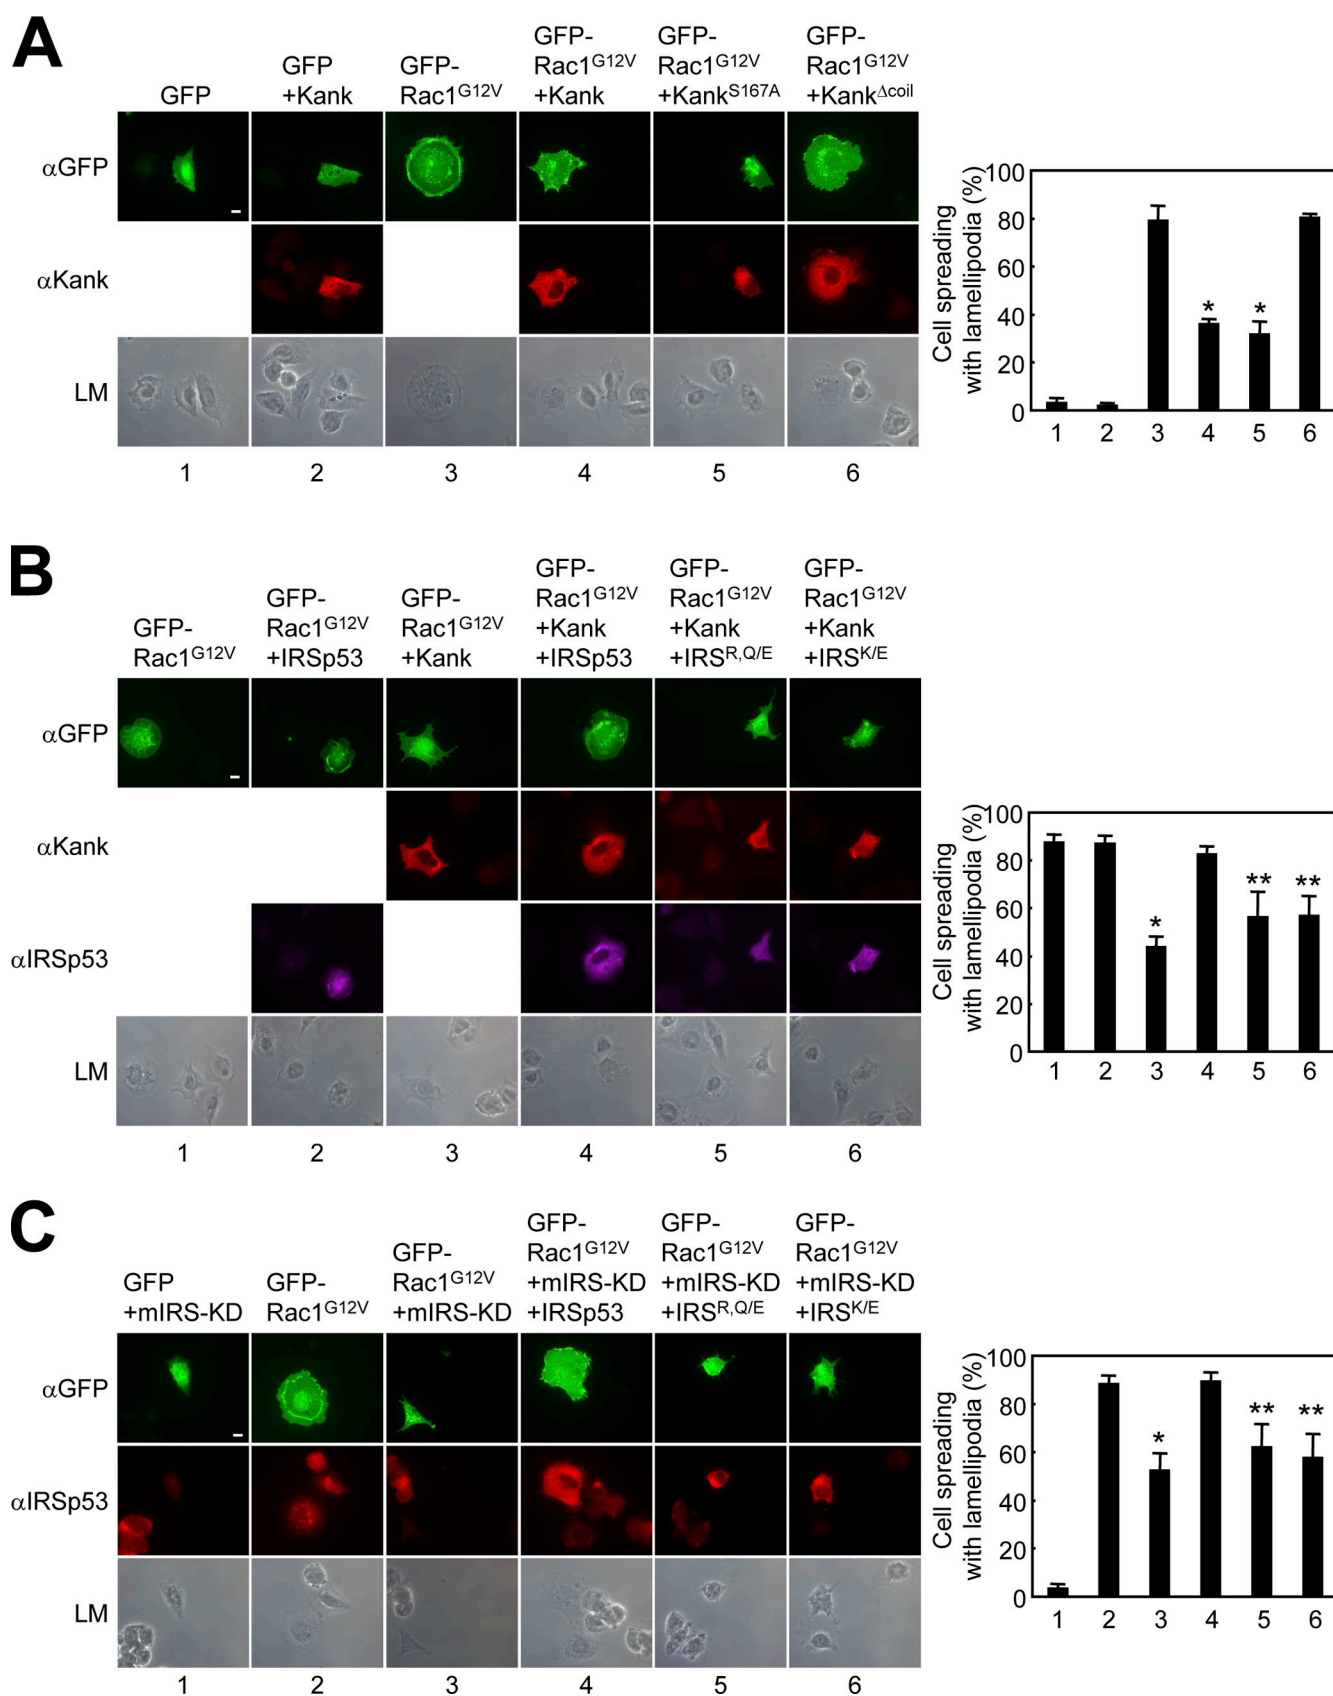 A
GFP
GFP
+Kank
GFP-
Rac1G12V
GFP-
Rac1G12V
+Kank
GFP-
Rac1G12V
+KankS167A
GFP-
Rac1G12V
+KankΔcoil
αGFP
αKank
LM
1 2 3 4 5 6
Cell spreading
with lamellipodia (%)
100
80
60
40
20
0
* *
1 2 3 4 5 6
B
GFP-
Rac1G12V
GFP-
Rac1G12V
+IRSp53
GFP-
Rac1G12V
+Kank
GFP-
Rac1G12V
+Kank
+IRSp53
GFP-
Rac1G12V
+Kank
+IRSR,Q/E
GFP-
Rac1G12V
+Kank
+IRSK/E
αGFP
αKank
αIRSp53
LM
1 2 3 4 5 6
Cell spreading
with lamellipodia (%)
100
80
60
40
20
0
* ** **
1 2 3 4 5 6
C
GFP
+mIRS-KD
GFP-
Rac1G12V
GFP-
Rac1G12V
+mIRS-KD
GFP-
Rac1G12V
+mIRS-KD
+IRSp53
GFP-
Rac1G12V
+mIRS-KD
+IRSR,Q/E
GFP-
Rac1G12V
+mIRS-KD
+IRSK/E
αGFP
αIRSp53
LM
1 2 3 4 5 6
Cell spreading
with lamellipodia (%)
100
80
60
40
20
0
* ** **
1 2 3 4 5 6